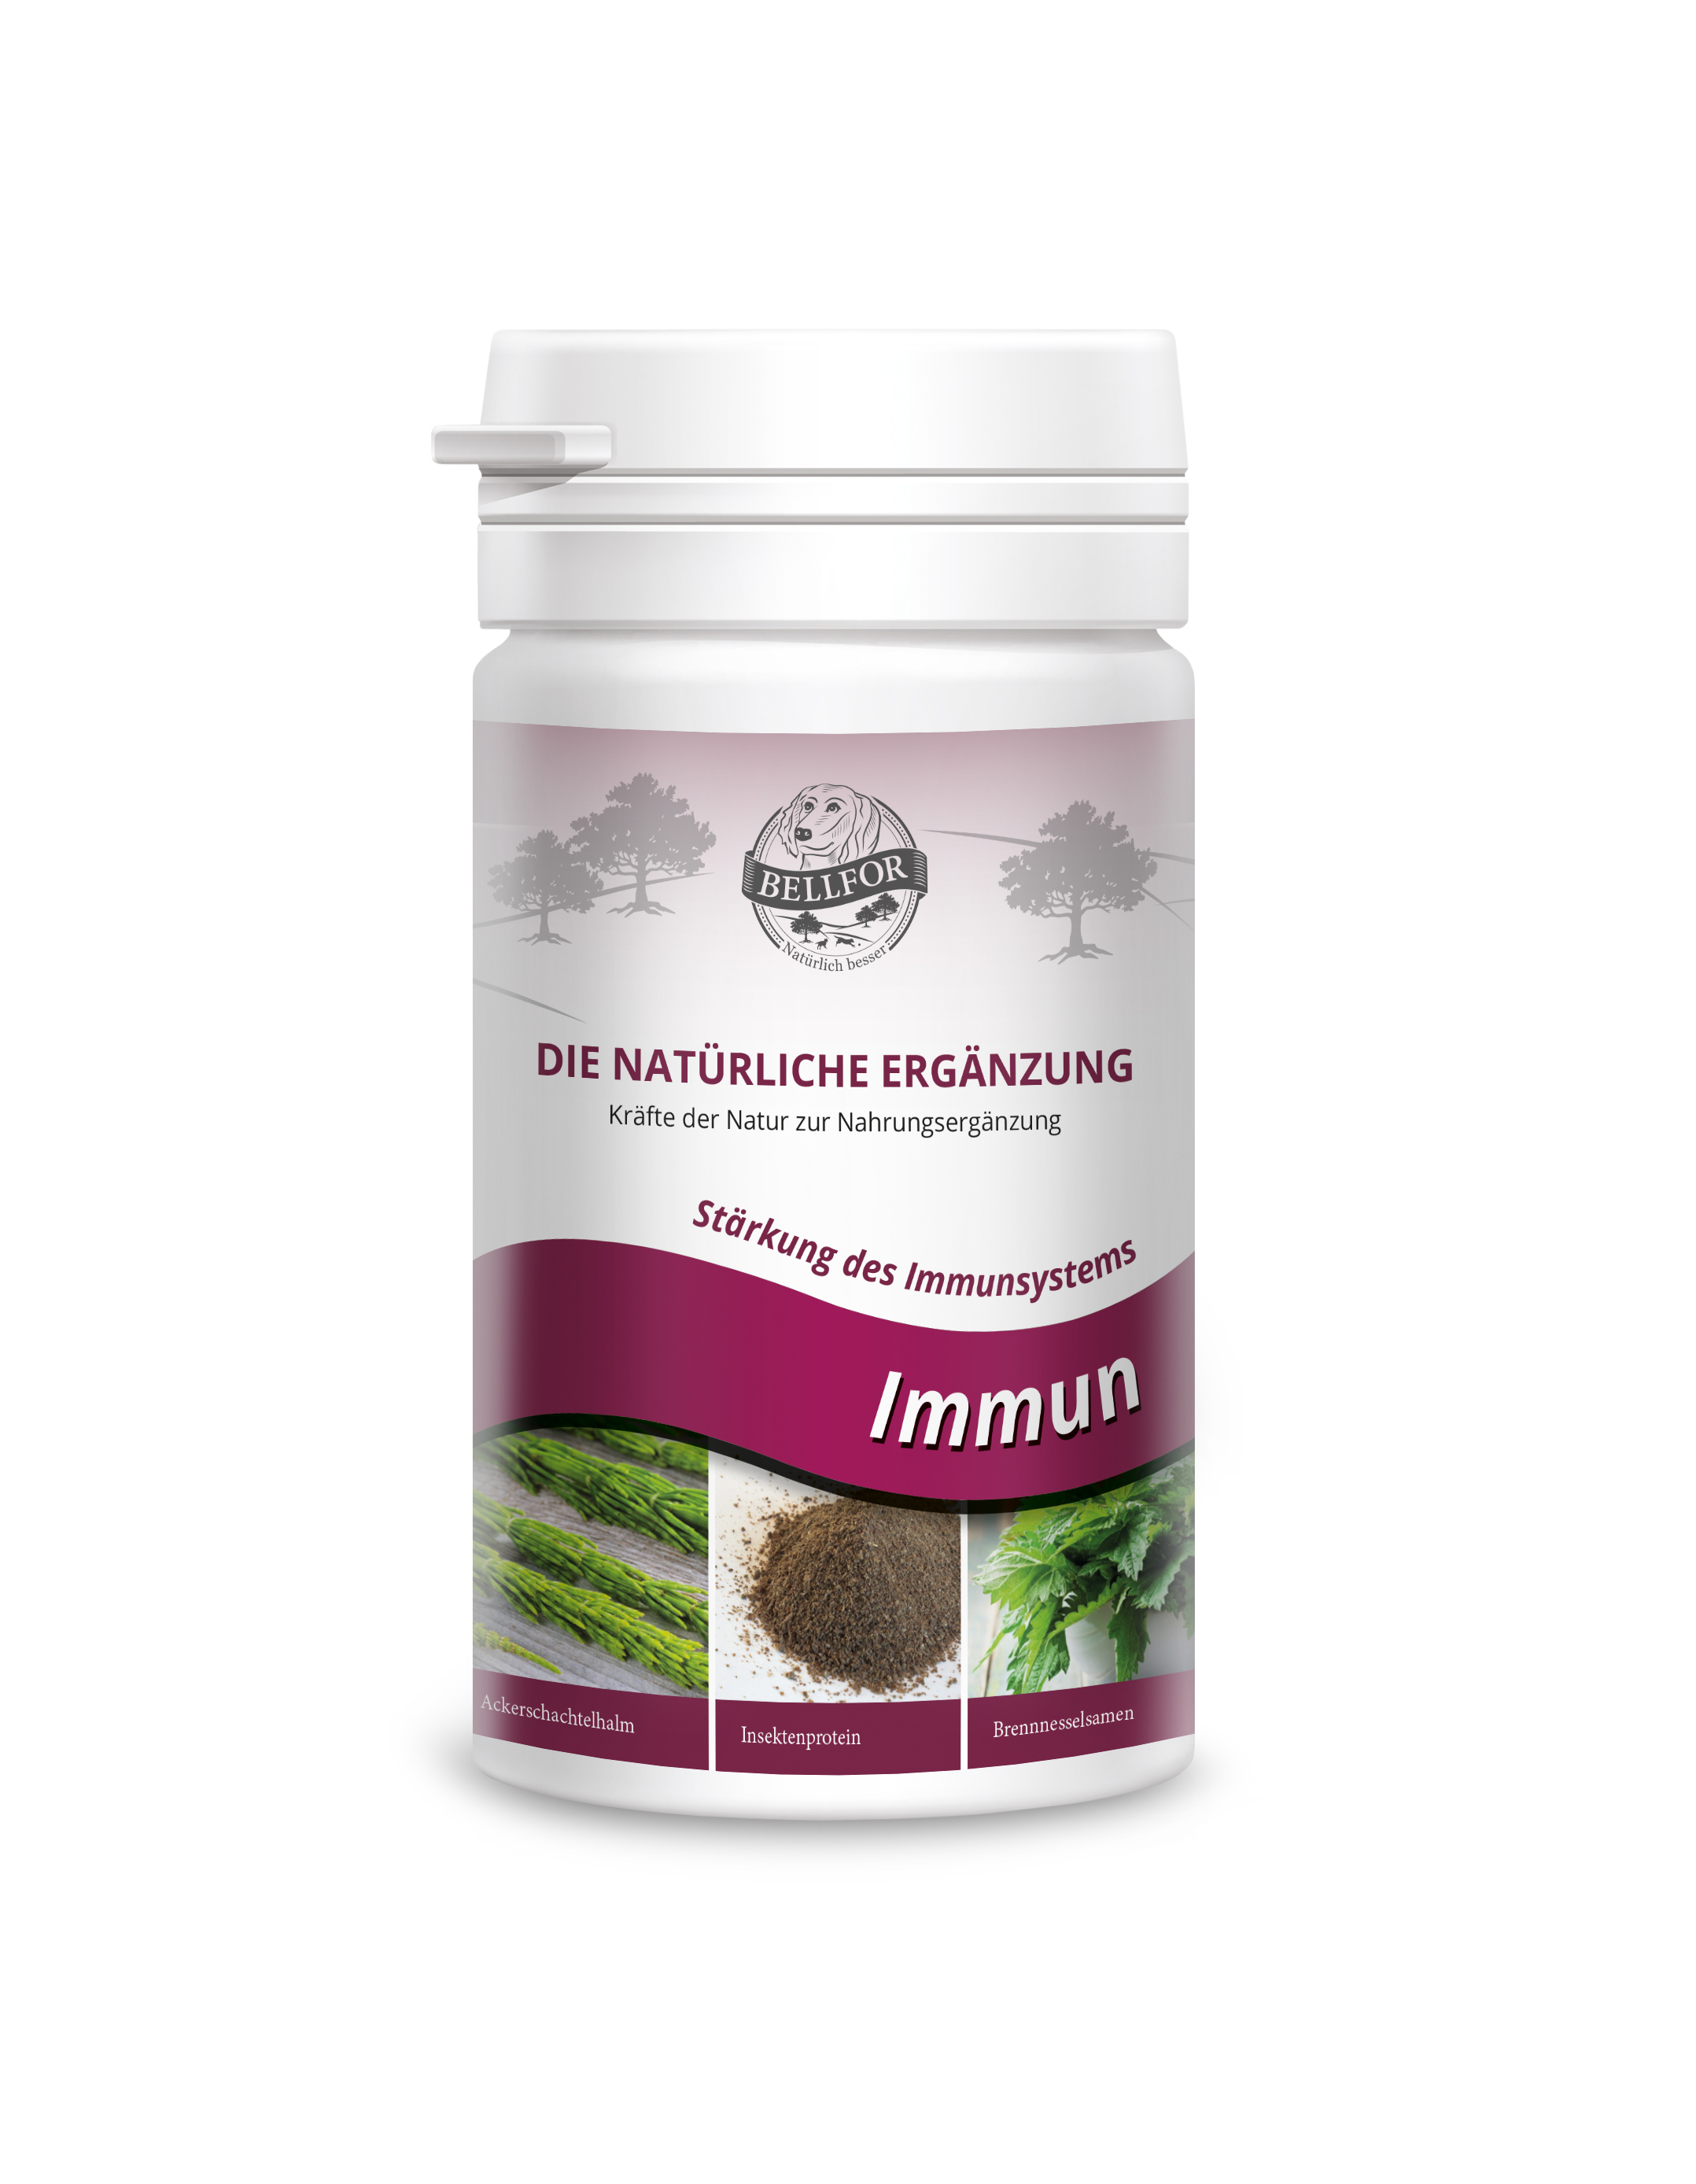 BELLFOR
Natürlich besser
DIE NATÜRLICHE ERGÄNZUNG
Kräfte der Natur zur Nahrungsergänzung
Stärkung des Immunsystems
Immun
Ackerschachtelhalm
Insektenprotein
Brennnesselsamen